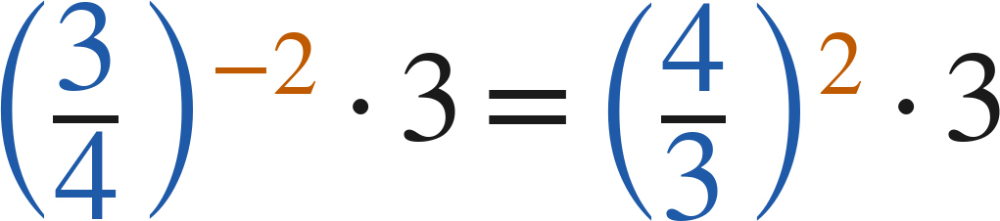 (3/4)^−2 · 3 = (4/3)^2 · 3